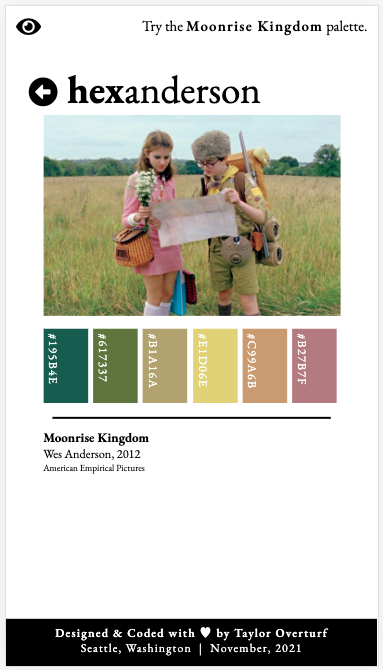 Try the Moonrise Kingdom palette.
hexanderson
#195B4E
#617337
#B1A16A
#E1D06E
#C99A6B
#B27B7F
Moonrise Kingdom
Wes Anderson, 2012
American Empirical Pictures
Designed & Coded with ♥ by Taylor Overturf
Seattle, Washington | November, 2021